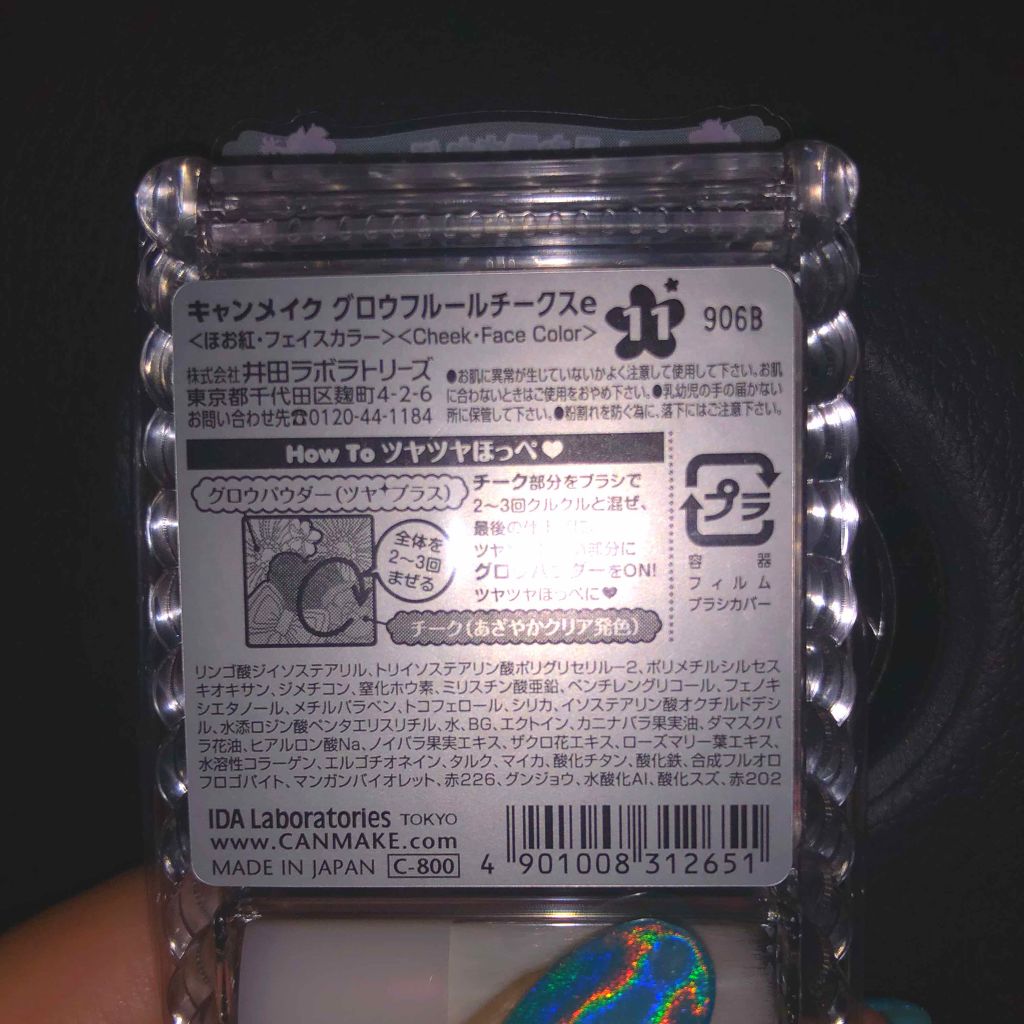 キャンメイク グロウフルールチークスe
<ほお紅・フェイスカラー><Cheek・Face Color>
11
906B
株式会社 井田ラボラトリーズ
東京都千代田区麹町4-2-6
お問い合わせ先☎0120-44-1184
●お肌に異常が生じていないかよく注意して使用して下さい。お肌
に合わないときはご使用をおやめ下さい。●乳幼児の手の届かない
所に保管して下さい。●粉割れを防ぐ為に、落下にはご注意下さい。
How To ツヤツヤほっぺ♥
グロウパウダー(ツヤ✦プラス)
全体を
2〜3回
まぜる
チーク部分をブラシで
2〜3回クルクルと混ぜ、
最後の仕上げに、
ツヤ 部分に
グロウパウダーをON!
ツヤツヤほっぺに♥
チーク(あざやかクリア発色)
プラ
容器
フィルム
ブラシカバー
リンゴ酸ジイソステアリル、トリイソステアリン酸ポリグリセリル-2、ポリメチルシルセス
キオキサン、ジメチコン、窒化ホウ素、ミリスチン酸亜鉛、ペンチレングリコール、フェノキ
シエタノール、メチルパラベン、トコフェロール、シリカ、イソステアリン酸オクチルドデシ
ル、水添ロジン酸ペンタエリスリチル、水、BG、エクトイン、カニナバラ果実油、ダマスクバ
ラ花油、ヒアルロン酸Na、ノイバラ果実エキス、ザクロ花エキス、ローズマリー葉エキス、
水溶性コラーゲン、エルゴチオネイン、タルク、マイカ、酸化チタン、酸化鉄、合成フルオロ
フロゴパイト、マンガンバイオレット、赤226、グンジョウ、水酸化Al、酸化スズ、赤202
IDA Laboratories TOKYO
www.CANMAKE.com
MADE IN JAPAN C-800
4 901008 312651